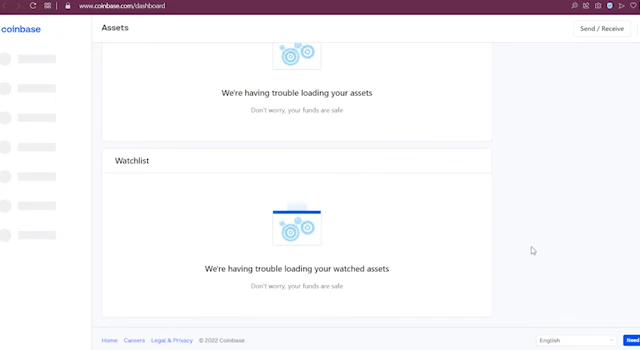 www.coinbase.com/dashboard
coinbase
Assets
Send / Receive
We're having trouble loading your assets
Don't worry, your funds are safe
Watchlist
We're having trouble loading your watched assets
Don't worry, your funds are safe
Home Careers Legal & Privacy © 2022 Coinbase English Need